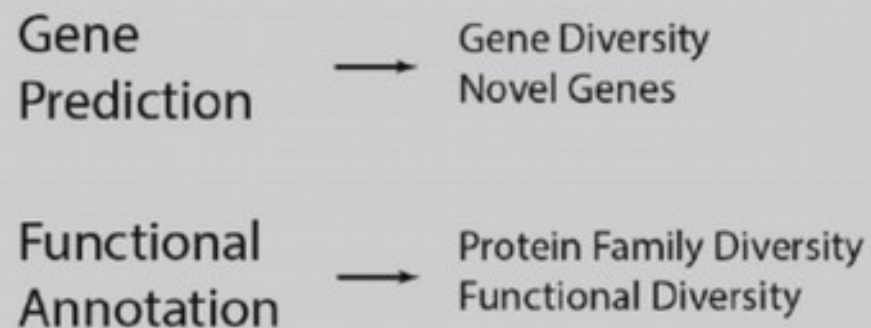 Gene
Prediction
Gene Diversity
Novel Genes
Functional
Annotation
Protein Family Diversity
Functional Diversity